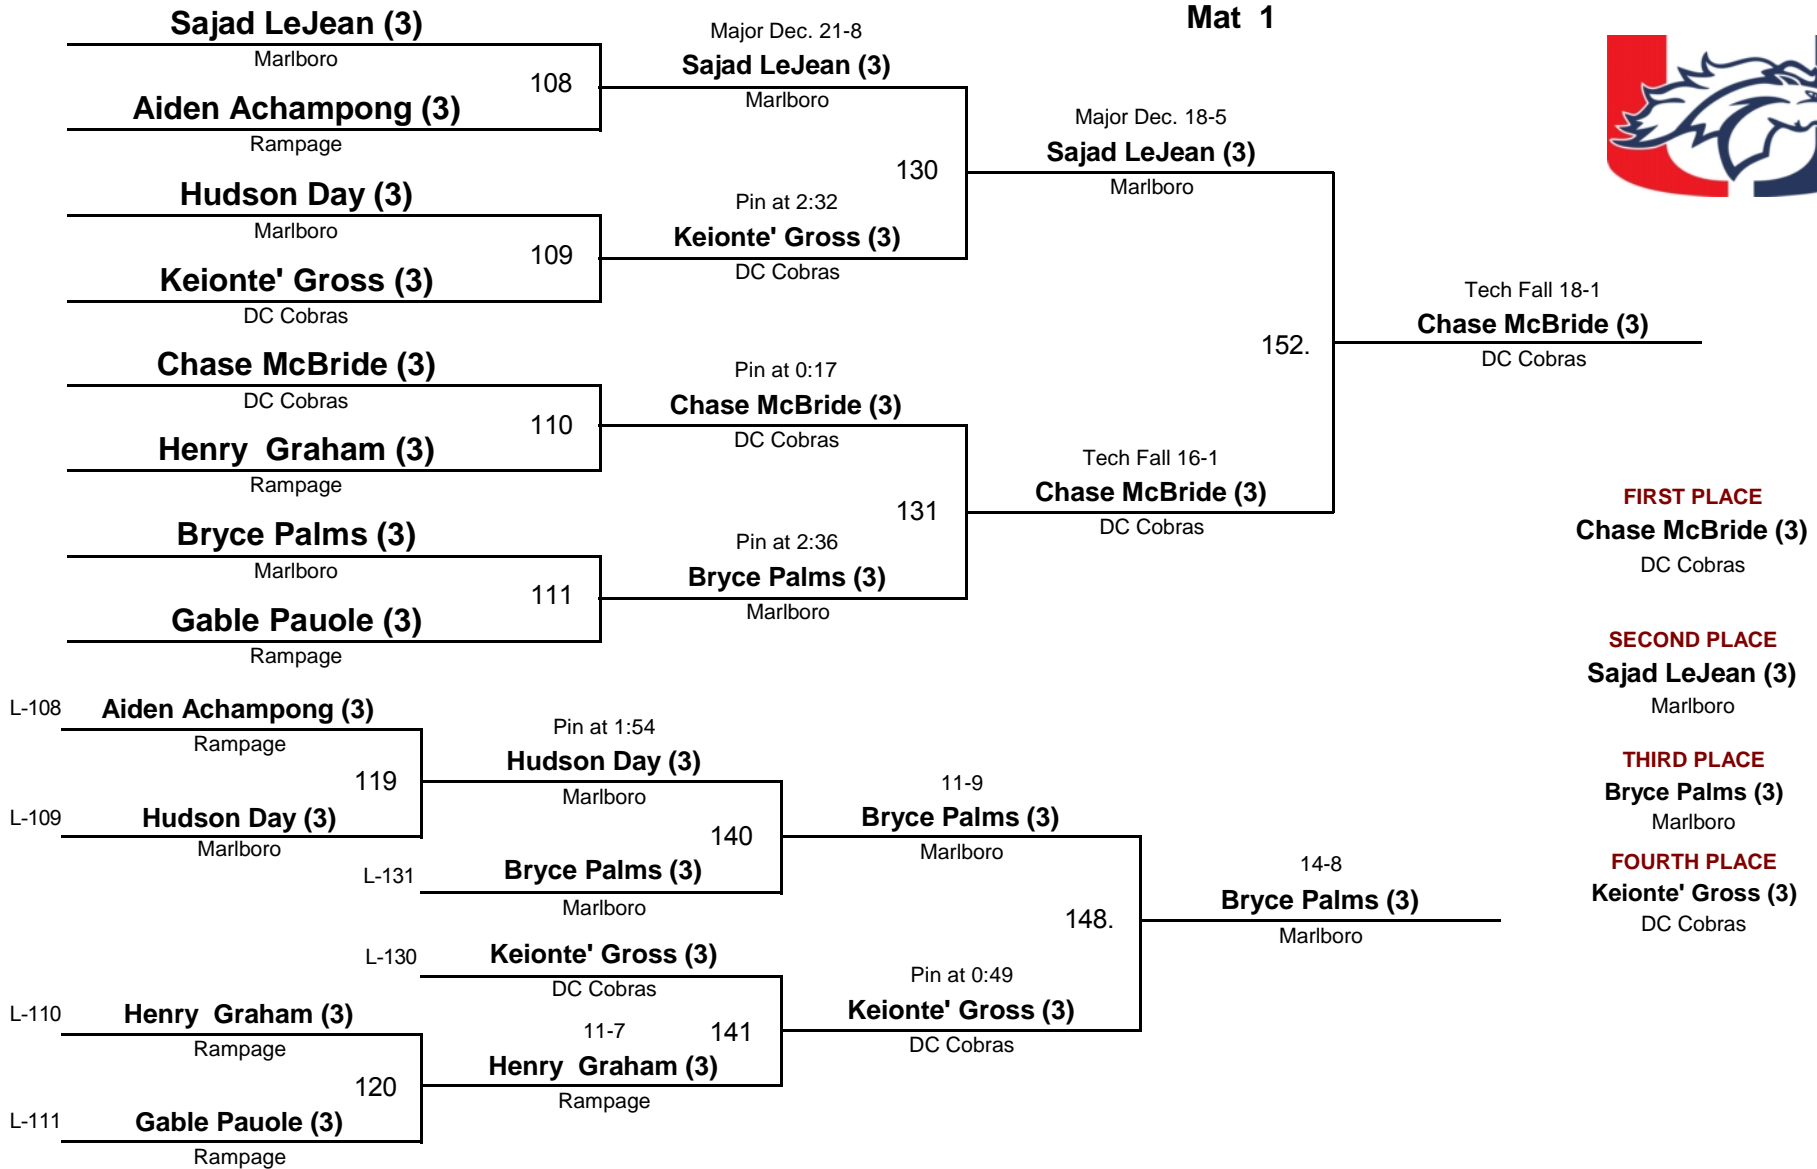 Mat 1
Sajad LeJean (3)
Marlboro
108
Aiden Achampong (3)
Rampage
Hudson Day (3)
Marlboro
109
Keionte' Gross (3)
DC Cobras
Chase McBride (3)
DC Cobras
110
Henry Graham (3)
Rampage
Bryce Palms (3)
Marlboro
111
Gable Pauole (3)
Rampage
Major Dec. 21-8
Sajad LeJean (3)
Marlboro
130
Pin at 2:32
Keionte' Gross (3)
DC Cobras
Pin at 0:17
Chase McBride (3)
DC Cobras
131
Pin at 2:36
Bryce Palms (3)
Marlboro
Major Dec. 18-5
Sajad LeJean (3)
Marlboro
152.
Tech Fall 16-1
Chase McBride (3)
DC Cobras
Tech Fall 18-1
Chase McBride (3)
DC Cobras
FIRST PLACE
Chase McBride (3)
DC Cobras
SECOND PLACE
Sajad LeJean (3)
Marlboro
THIRD PLACE
Bryce Palms (3)
Marlboro
FOURTH PLACE
Keionte' Gross (3)
DC Cobras
L-108 Aiden Achampong (3)
Rampage
119
L-109 Hudson Day (3)
Marlboro
Pin at 1:54
Hudson Day (3)
Marlboro
140
L-131 Bryce Palms (3)
Marlboro
L-130 Keionte' Gross (3)
DC Cobras
141
11-7
Henry Graham (3)
Rampage
L-110 Henry Graham (3)
Rampage
120
L-111 Gable Pauole (3)
Rampage
11-9
Bryce Palms (3)
Marlboro
148.
Pin at 0:49
Keionte' Gross (3)
DC Cobras
14-8
Bryce Palms (3)
Marlboro